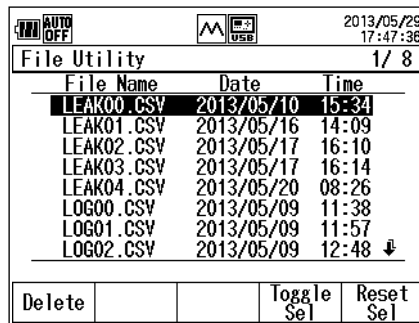 AUTO OFF USB 2013/05/29
17:47:36
File Utility 1/ 8
File Name Date Time
LEAK00.CSV 2013/05/10 15:34
LEAK01.CSV 2013/05/16 14:09
LEAK02.CSV 2013/05/17 16:10
LEAK03.CSV 2013/05/17 16:14
LEAK04.CSV 2013/05/20 08:26
LOG00.CSV 2013/05/09 11:38
LOG01.CSV 2013/05/09 11:57
LOG02.CSV 2013/05/09 12:48
Delete Toggle Sel Reset Sel